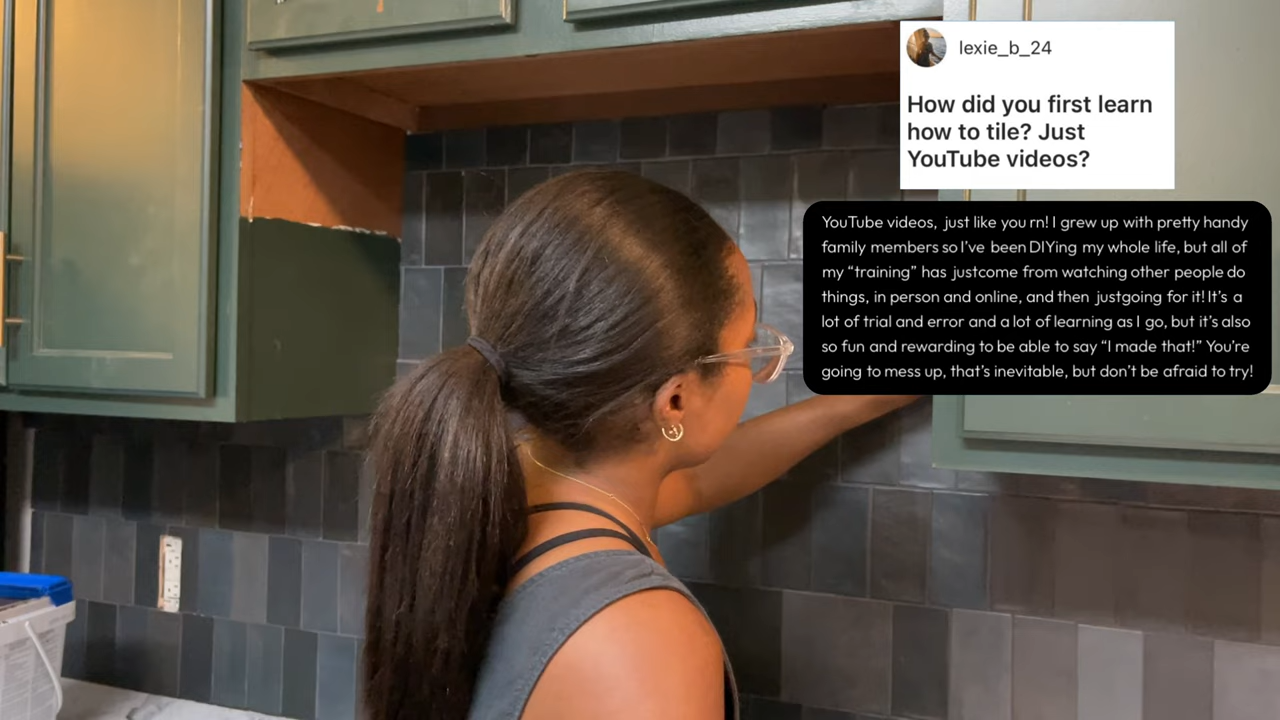 lexie_b_24
How did you first learn
how to tile? Just
YouTube videos?
YouTube videos, just like you rn! I grew up with pretty handy
family members so I've been DIYing my whole life, but all of
my “training” has justcome from watching other people do
things, in person and online, and then justgoing for it! It's a
lot of trial and error and a lot of learning as I go, but it's also
so fun and rewarding to be able to say “I made that!” You're
going to mess up, that's inevitable, but don't be afraid to try!